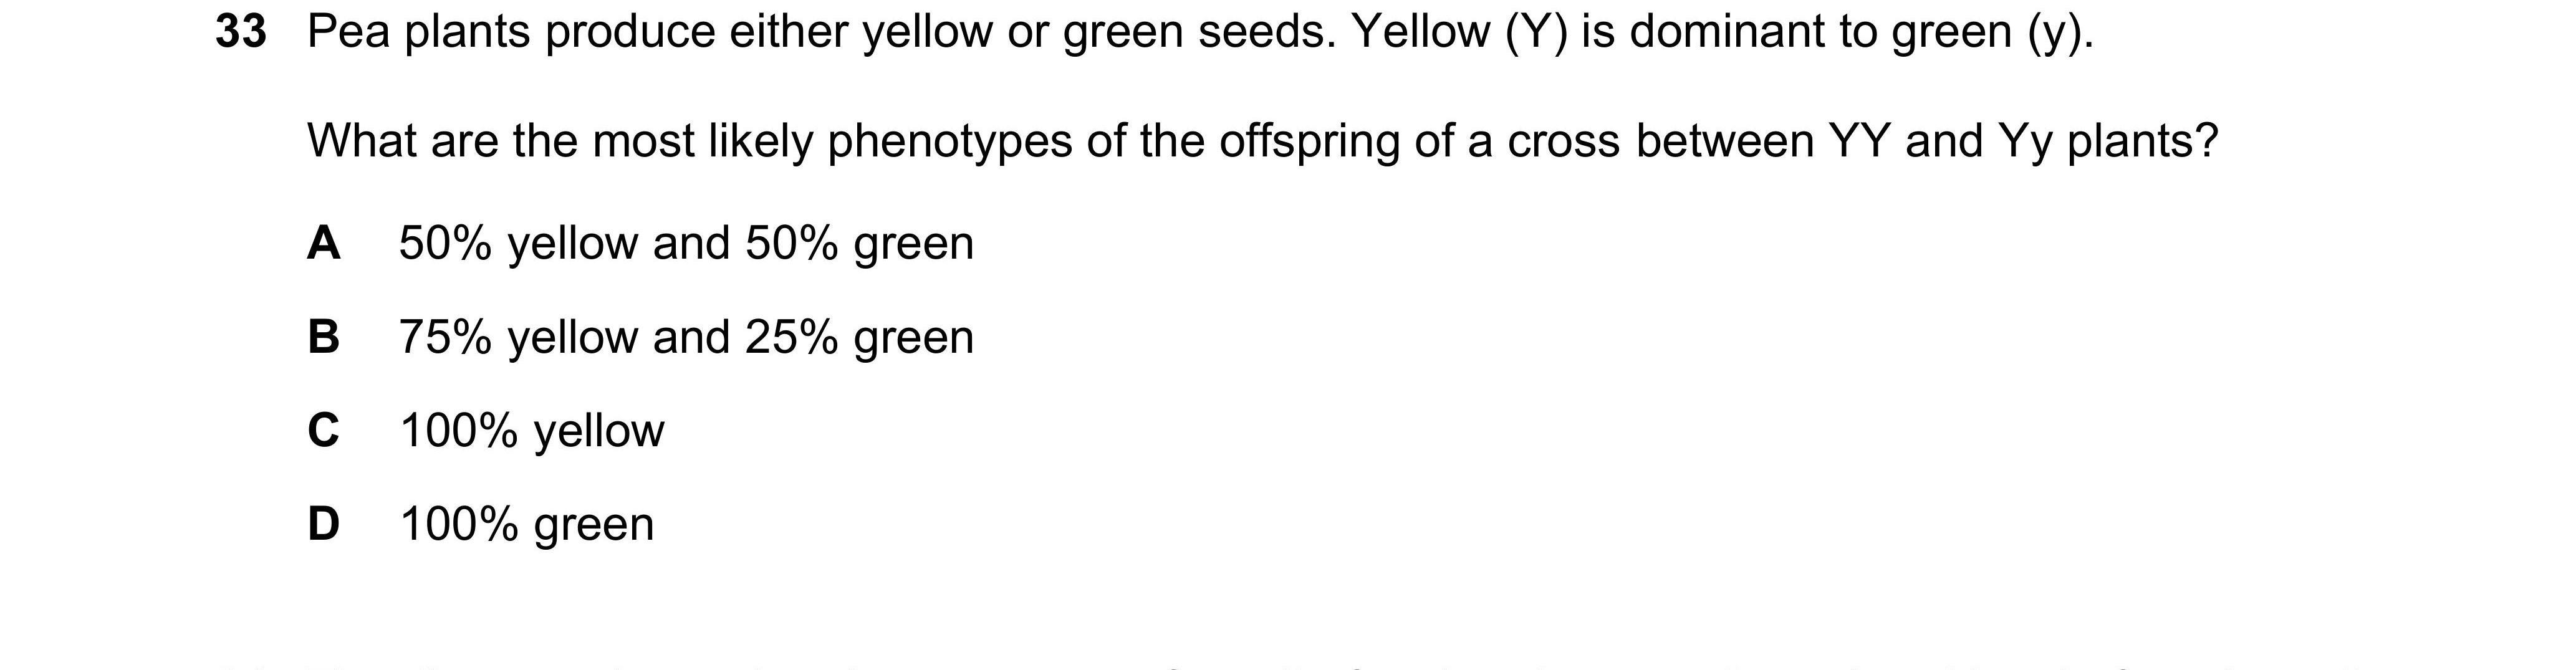 33 Pea plants produce either yellow or green seeds. Yellow (Y) is dominant to green (y).
What are the most likely phenotypes of the offspring of a cross between YY and Yy plants?
A 50% yellow and 50% green
B 75% yellow and 25% green
C 100% yellow
D 100% green